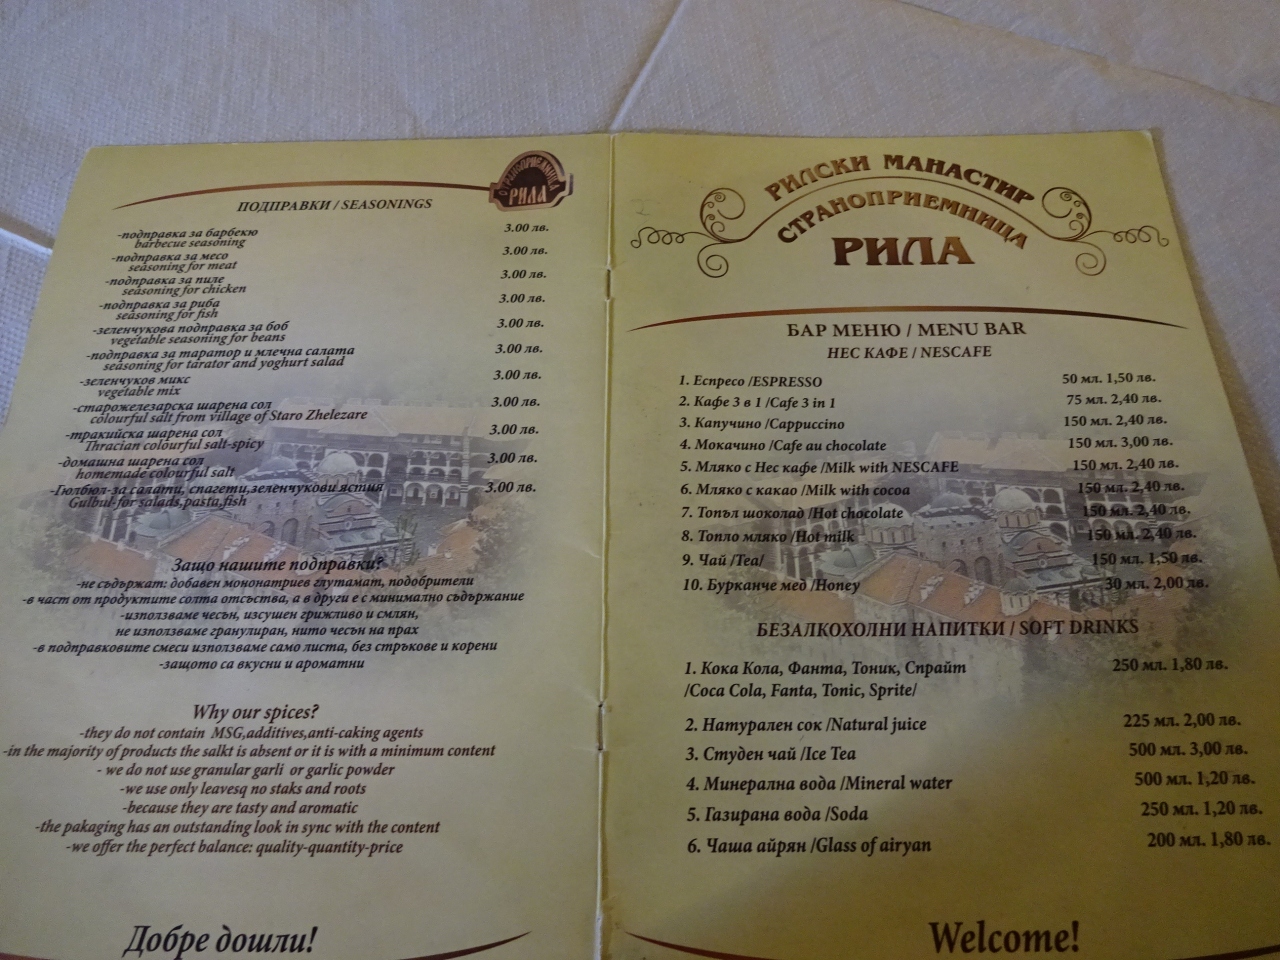 СТРАНОПРИЕМНИЦА
РИЛА
ПОДПРАВКИ / SEASONINGS
-подправка за барбекю 3.00 лв.
barbecue seasoning
-подправка за месо 3.00 лв.
seasoning for meat
-подправка за пиле 3.00 лв.
seasoning for chicken
-подправка за риба 3.00 лв.
seasoning for fish
-зеленчукова подправка за боб 3.00 лв.
vegetable seasoning for beans
-подправка за таратор и млечна салата 3.00 лв.
seasoning for tarator and yoghurt salad
-зеленчуков микс 3.00 лв.
vegetable mix
-старожелезарска шарена сол 3.00 лв.
colourful salt from village of Staro Zhelezare
-тракийска шарена сол 3.00 лв.
Thracian colourful salt-spicy
-домашна шарена сол 3.00 лв.
homemade colourful salt
-Гюлбюл-за салати, спагети,зеленчукови ястия 3.00 лв.
Gulbul-for salads,pasta,fish
Защо нашите подправки?
-не съдържат: добавен мононатриев глутамат, подобрители
-в част от продуктите солта отсъства, а в други е с минимално съдържание
-използваме чесън, изсушен грижливо и смлян,
не използваме гранулиран, нито чесън на прах
-в подправковите смеси използваме само листа, без стръкове и корени
-защото са вкусни и ароматни
Why our spices?
-they do not contain MSG,additives,anti-caking agents
-in the majority of products the salkt is absent or it is with a minimum content
- we do not use granular garli or garlic powder
-we use only leavesq no staks and roots
-because they are tasty and aromatic
-the pakaging has an outstanding look in sync with the content
-we offer the perfect balance: quality-quantity-price
Добре дошли!
РИЛСКИ МАНАСТИР
СТРАНОПРИЕМНИЦА
РИЛА
БАР МЕНЮ / MENU BAR
НЕС КАФЕ / NESCAFE
1. Еспресо /ESPRESSO 50 мл. 1,50 лв.
2. Кафе 3 в 1 /Cafe 3 in 1 75 мл. 2,40 лв.
3. Капучино /Cappuccino 150 мл. 2,40 лв.
4. Мокачино /Cafe au chocolate 150 мл. 3,00 лв.
5. Мляко с Нес кафе /Milk with NESCAFE 150 мл. 2,40 лв.
6. Мляко с какао /Milk with cocoa 150 мл. 2,40 лв.
7. Топъл шоколад /Hot chocolate 150 мл. 2,40 лв.
8. Топло мляко /Hot milk 150 мл. 2,40 лв.
9. Чай /Tea/ 150 мл. 1,50 лв.
10. Бурканче мед /Honey 30 мл. 2,00 лв.
БЕЗАЛКОХОЛНИ НАПИТКИ / SOFT DRINKS
1. Кока Кола, Фанта, Тоник, Спрайт 250 мл. 1,80 лв.
/Coca Cola, Fanta, Tonic, Sprite/
2. Натурален сок /Natural juice 225 мл. 2,00 лв.
3. Студен чай /Ice Tea 500 мл. 3,00 лв.
4. Минерална вода /Mineral water 500 мл. 1,20 лв.
5. Газирана вода /Soda 250 мл. 1,20 лв.
6. Чаша айрян /Glass of airyan 200 мл. 1,80 лв.
Welcome!